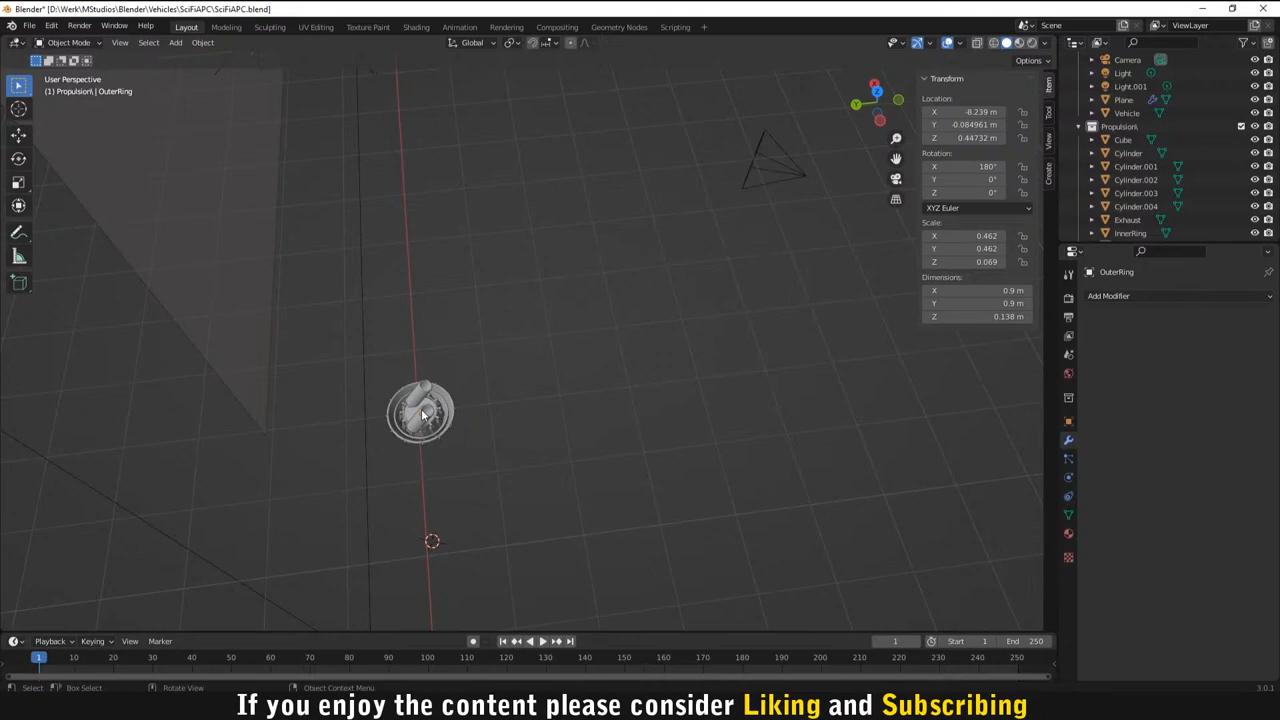 Blender* [D:\Werk\MStudios\Blender\Vehicles\SciFiAPC\SciFiAPC.blend]
File Edit Render Window Help Layout Modeling Sculpting UV Editing Texture Paint Shading Animation Rendering Compositing Geometry Nodes Scripting + Scene ViewLayer
Object Mode View Select Add Object Global
Options
User Perspective
(1) Propulsion\ | OuterRing
Transform
Location:
X -8.239 m
Y -0.084961 m
Z 0.44732 m
Rotation:
X 180°
Y 0°
Z 0°
XYZ Euler
Scale:
X 0.462
Y 0.462
Z 0.069
Dimensions:
X 0.9 m
Y 0.9 m
Z 0.138 m
Item
Tool
View
Create
Z
Y
Camera
Light
Light.001
Plane
Vehicle
Propulsion\
Cube
Cylinder
Cylinder.001
Cylinder.002
Cylinder.003
Cylinder.004
Exhaust
InnerRing
OuterRing
Add Modifier
Playback Keying View Marker 1 Start 1 End 250
1 10 20 30 40 50 60 70 80 90 100 110 120 130 140 150 160 170 180 190 200 210 220 230 240 250
Select Box Select Rotate View Object Context Menu 3.0.1
If you enjoy the content please consider Liking and Subscribing